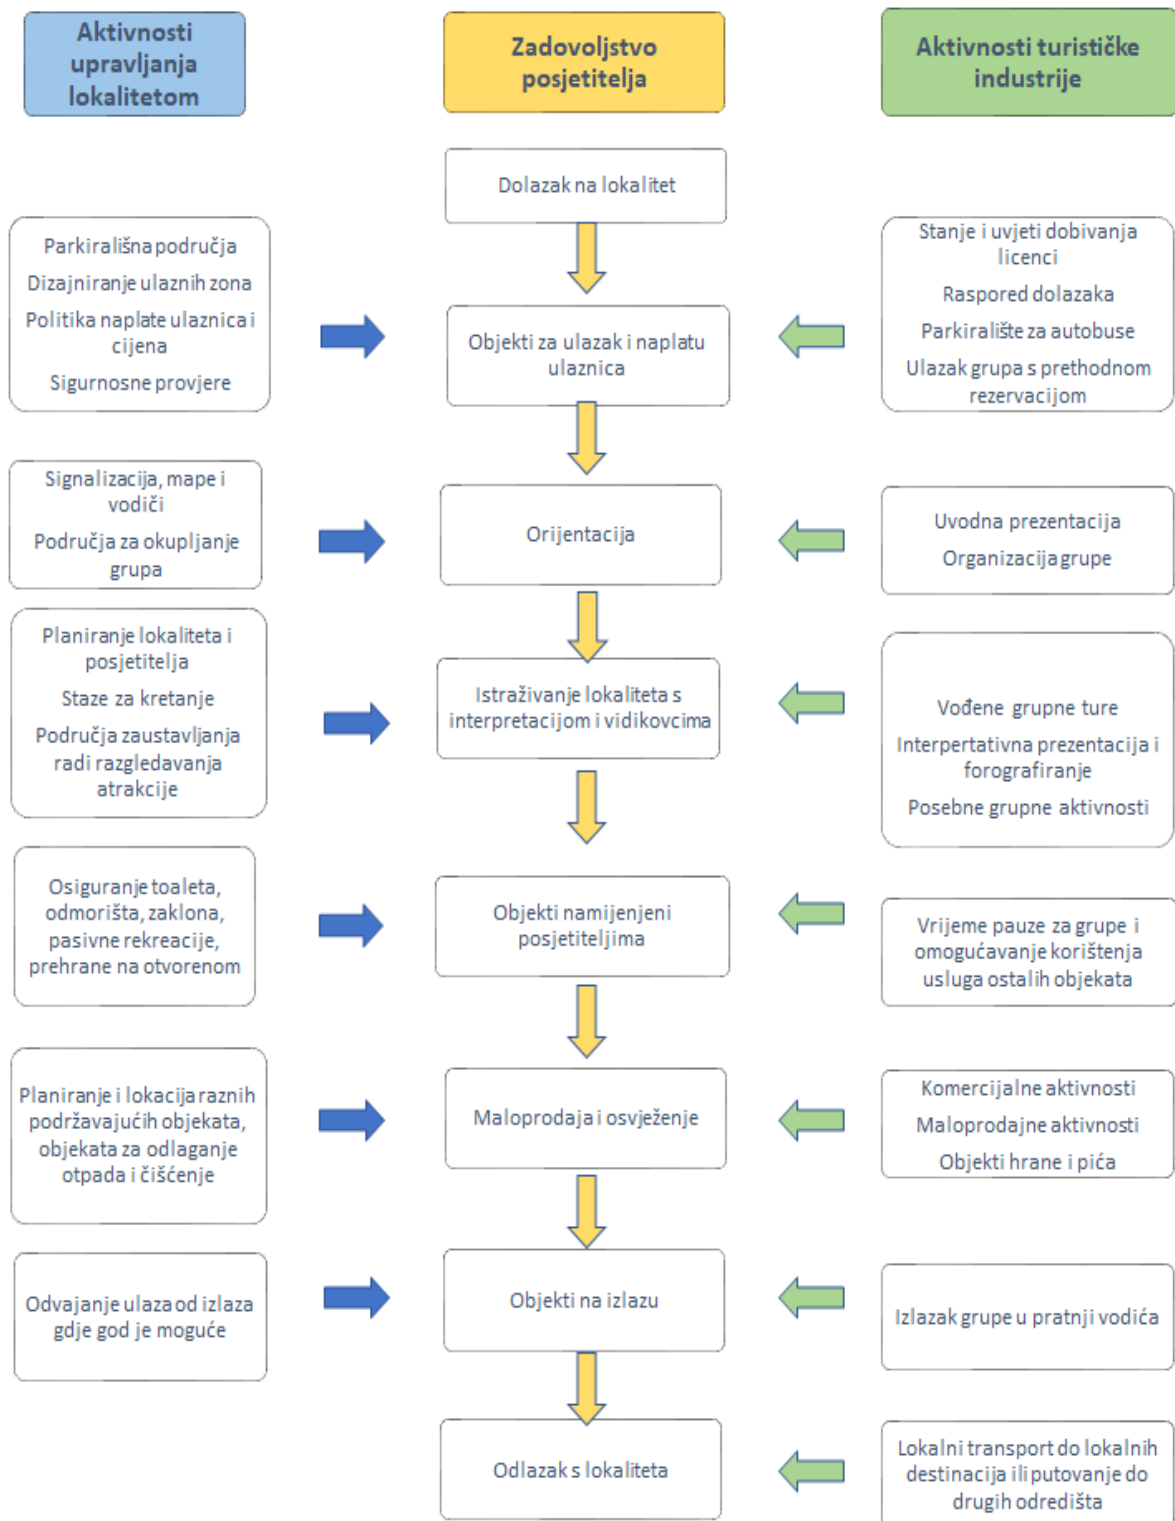 Aktivnosti
upravljanja
lokalitetom
Zadovoljstvo
posjetitelja
Aktivnosti turističke
industrije
Dolazak na lokalitet
Parkirališna područja
Dizajniranje ulaznih zona
Politika naplate ulaznica i
cijena
Sigurnosne provjere
Objekti za ulazak i naplatu
ulaznica
Stanje i uvjeti dobivanja
licenci
Raspored dolazaka
Parkiralište za autobuse
Ulazak grupa s prethodnom
rezervacijom
Signalizacija, mape i
vodiči
Područja za okupljanje
grupa
Orijentacija
Uvodna prezentacija
Organizacija grupe
Planiranje lokaliteta i
posjetitelja
Staze za kretanje
Područja zaustavljanja
radi razgledavanja
atrakcije
Istraživanje lokaliteta s
interpretacijom i vidikovcima
Vođene grupne ture
Interpertativna prezentacija i
forografiranje
Posebne grupne aktivnosti
Osiguranje toaleta,
odmorišta, zaklona,
pasivne rekreacije,
prehrane na otvorenom
Objekti namijenjeni
posjetiteljima
Vrijeme pauze za grupe i
omogućavanje korištenja
usluga ostalih objekata
Planiranje i lokacija raznih
podržavajućih objekata,
objekata za odlaganje
otpada i čišćenje
Maloprodaja i osvježenje
Komercijalne aktivnosti
Maloprodajne aktivnosti
Objekti hrane i pića
Odvajanje ulaza od izlaza
gdje god je moguće
Objekti na izlazu
Izlazak grupe u pratnji vodića
Odlazak s lokaliteta
Lokalni transport do lokalnih
destinacija ili putovanje do
drugih odredišta